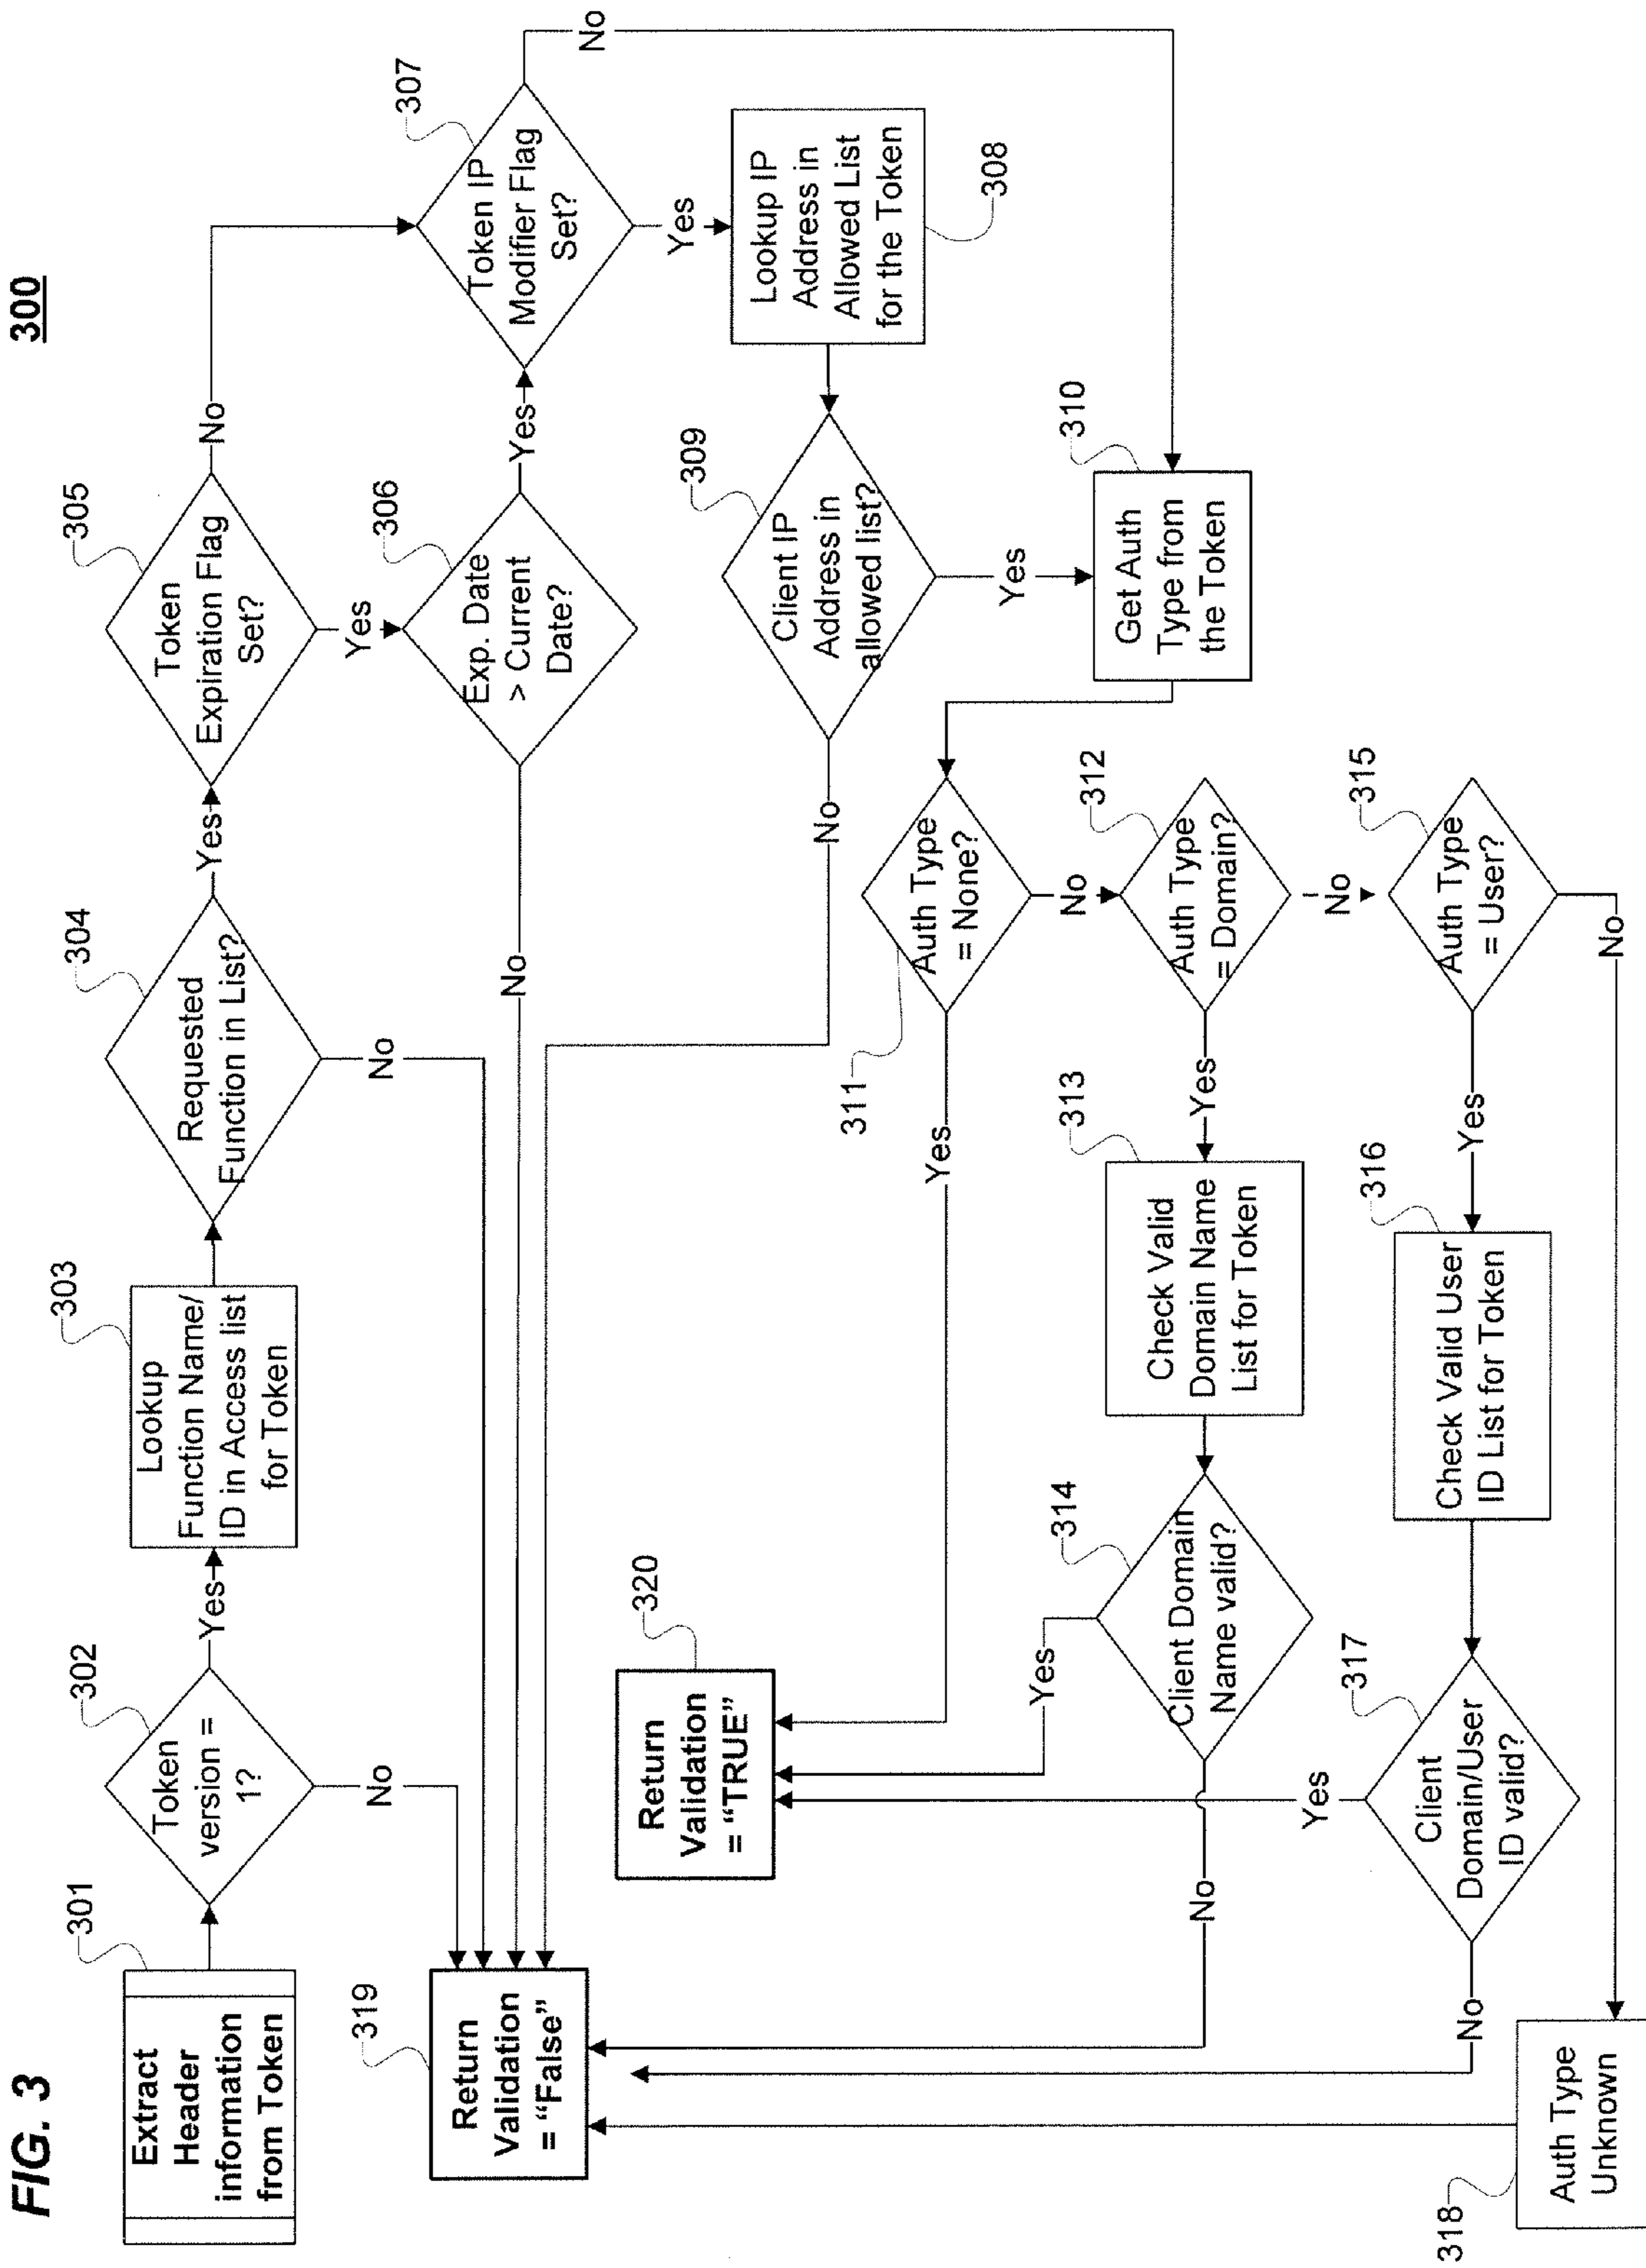 FIG. 3
300
301
Extract
Header
information
from Token
302
Token
version =
1?
Yes
No
303
Lookup
Function Name/
ID in Access list
for Token
304
Requested
Function in List?
Yes
No
305
Token
Expiration Flag
Set?
No
Yes
306
Exp. Date
> Current
Date?
Yes
No
307
Token IP
Modifier Flag
Set?
No
Yes
308
Lookup IP
Address in
Allowed List
for the Token
309
Client IP
Address in
allowed list?
No
Yes
310
Get Auth
Type from
the Token
311
Auth Type
= None?
Yes
No
312
Auth Type
= Domain?
Yes
No
313
Check Valid
Domain Name
List for Token
314
Client Domain
Name valid?
Yes
No
315
Auth Type
= User?
Yes
No
316
Check Valid User
ID List for Token
317
Client
Domain/User
ID valid?
Yes
No
318
Auth Type
Unknown
319
Return
Validation
= “False”
320
Return
Validation
= “TRUE”